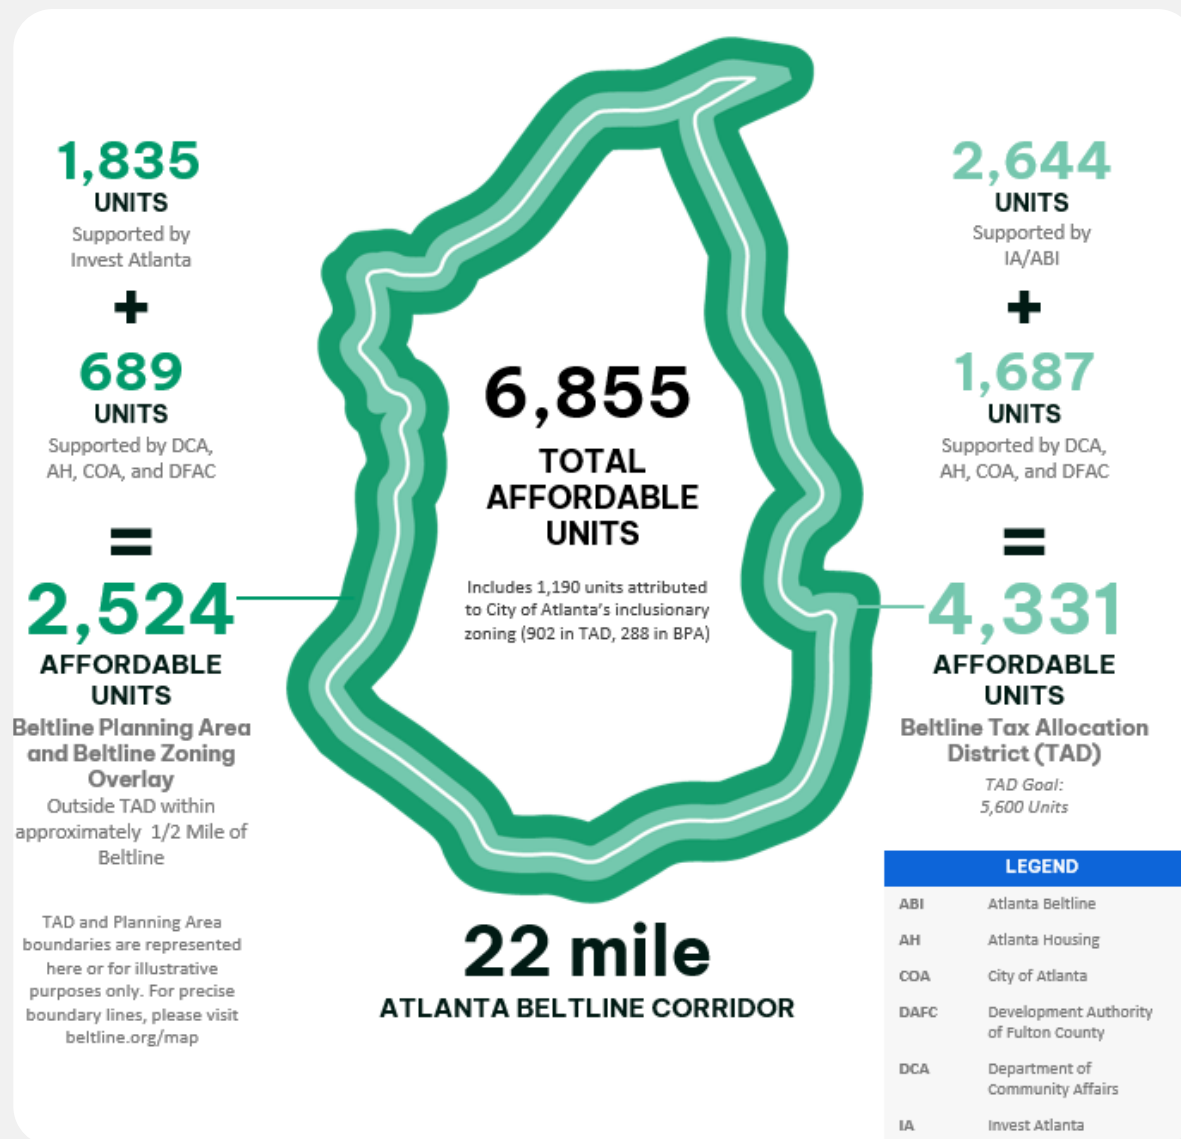 1,835
UNITS
Supported by
Invest Atlanta
+
689
UNITS
Supported by DCA,
AH, COA, and DFAC
=
2,524
AFFORDABLE
UNITS
Beltline Planning Area
and Beltline Zoning
Overlay
Outside TAD within
approximately 1/2 Mile of
Beltline
TAD and Planning Area
boundaries are represented
here or for illustrative
purposes only. For precise
boundary lines, please visit
beltline.org/map
6,855
TOTAL
AFFORDABLE
UNITS
Includes 1,190 units attributed
to City of Atlanta's inclusionary
zoning (902 in TAD, 288 in BPA)
22 mile
ATLANTA BELTLINE CORRIDOR
2,644
UNITS
Supported by
IA/ABI
+
1,687
UNITS
Supported by DCA,
AH, COA, and DFAC
=
4,331
AFFORDABLE
UNITS
Beltline Tax Allocation
District (TAD)
TAD Goal:
5,600 Units
LEGEND
ABI Atlanta Beltline
AH Atlanta Housing
COA City of Atlanta
DAFC Development Authority
of Fulton County
DCA Department of
Community Affairs
IA Invest Atlanta